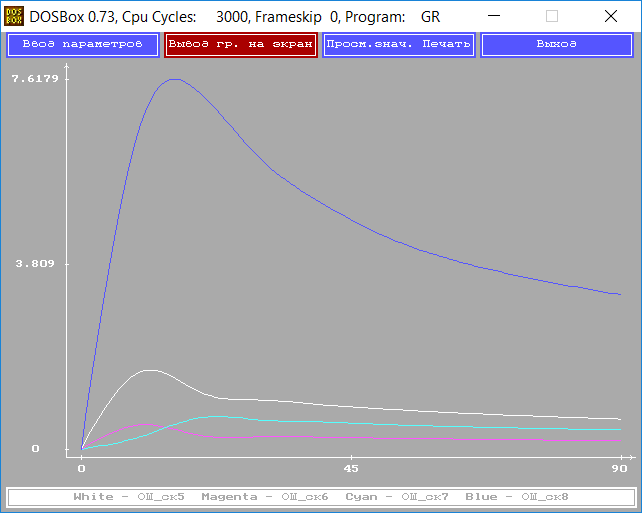 DOSBox 0.73, Cpu Cycles: 3000, Frameskip 0, Program: GR
Ввод параметров Вывод гр. на экран Просм.знач. Печать Выход
7.6179
3.809
0
0 45 90
White - ОШ_ск5 Magenta - ОШ_ск6 Cyan - ОШ_ск7 Blue - ОШ_ск8